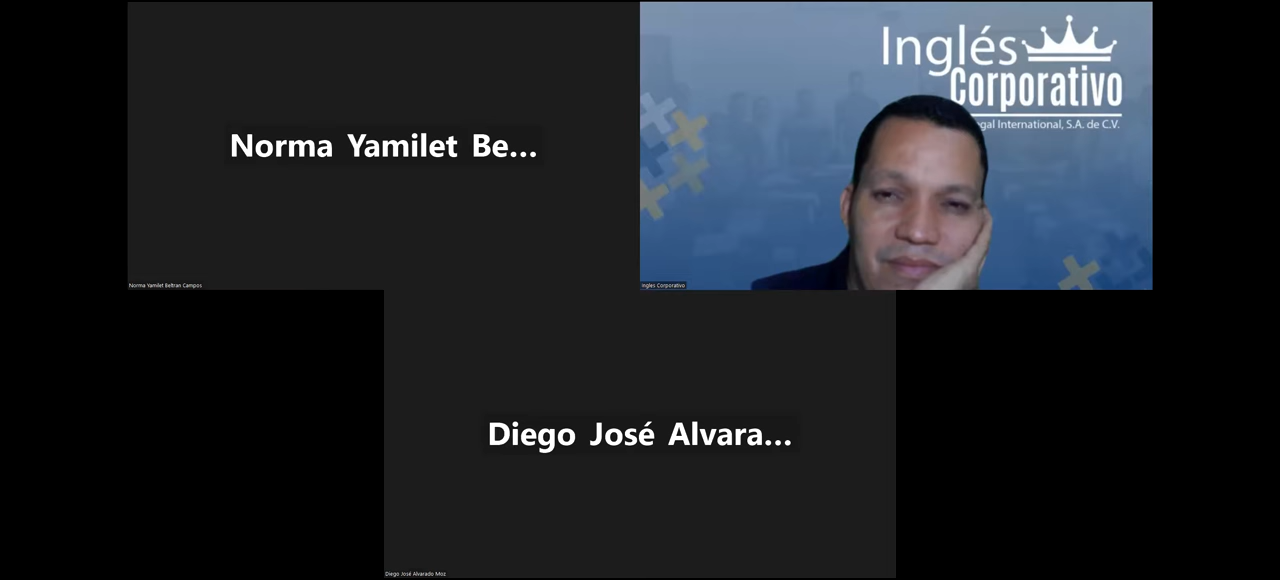 Norma Yamilet Be...
Norma Yamilet Beltran Campos
Inglés
Corporativo
gal International, S.A. de C.V.
Ingles Corporativo
Diego José Alvara...
Diego José Alvarado Moz